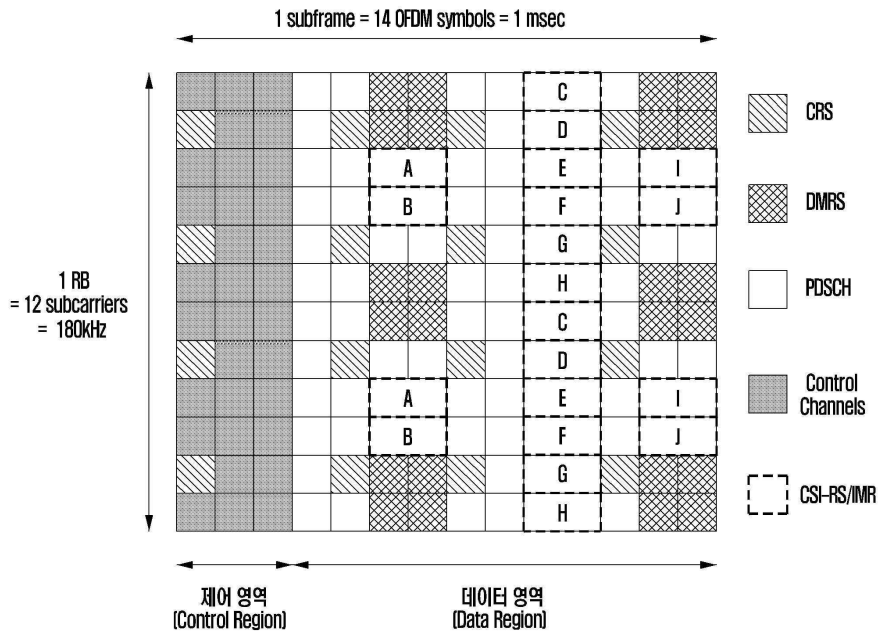 1 subframe = 14 OFDM symbols = 1 msec
1 RB
= 12 subcarriers
= 180kHz
C
D
A E I
B F J
G
H
C
D
A E I
B F J
G
H
CRS
DMRS
PDSCH
Control
Channels
CSI-RS/IMR
제어 영역
(Control Region)
데이터 영역
(Data Region)